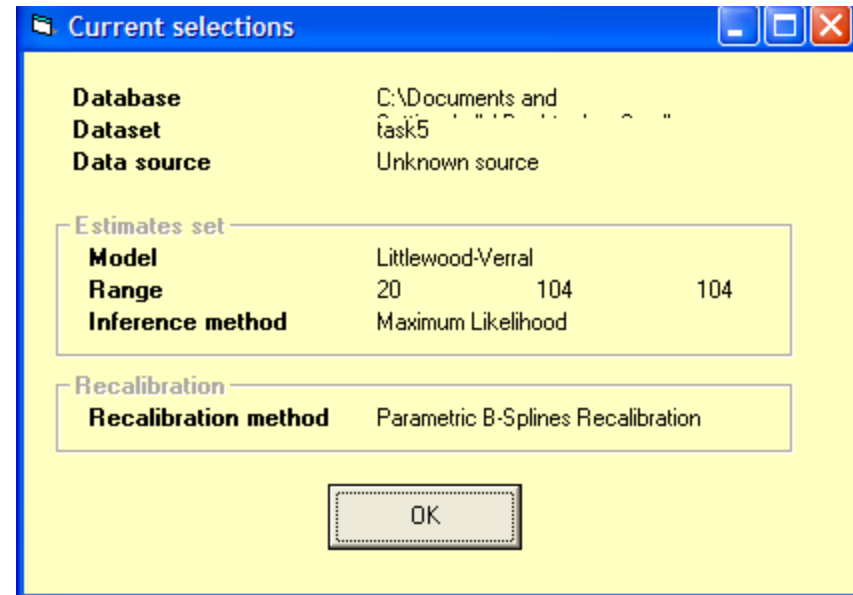 Current selections
Database C:\Documents and
Dataset task5
Data source Unknown source
Estimates set
Model Littlewood-Verral
Range 20 104 104
Inference method Maximum Likelihood
Recalibration
Recalibration method Parametric B-Splines Recalibration
OK